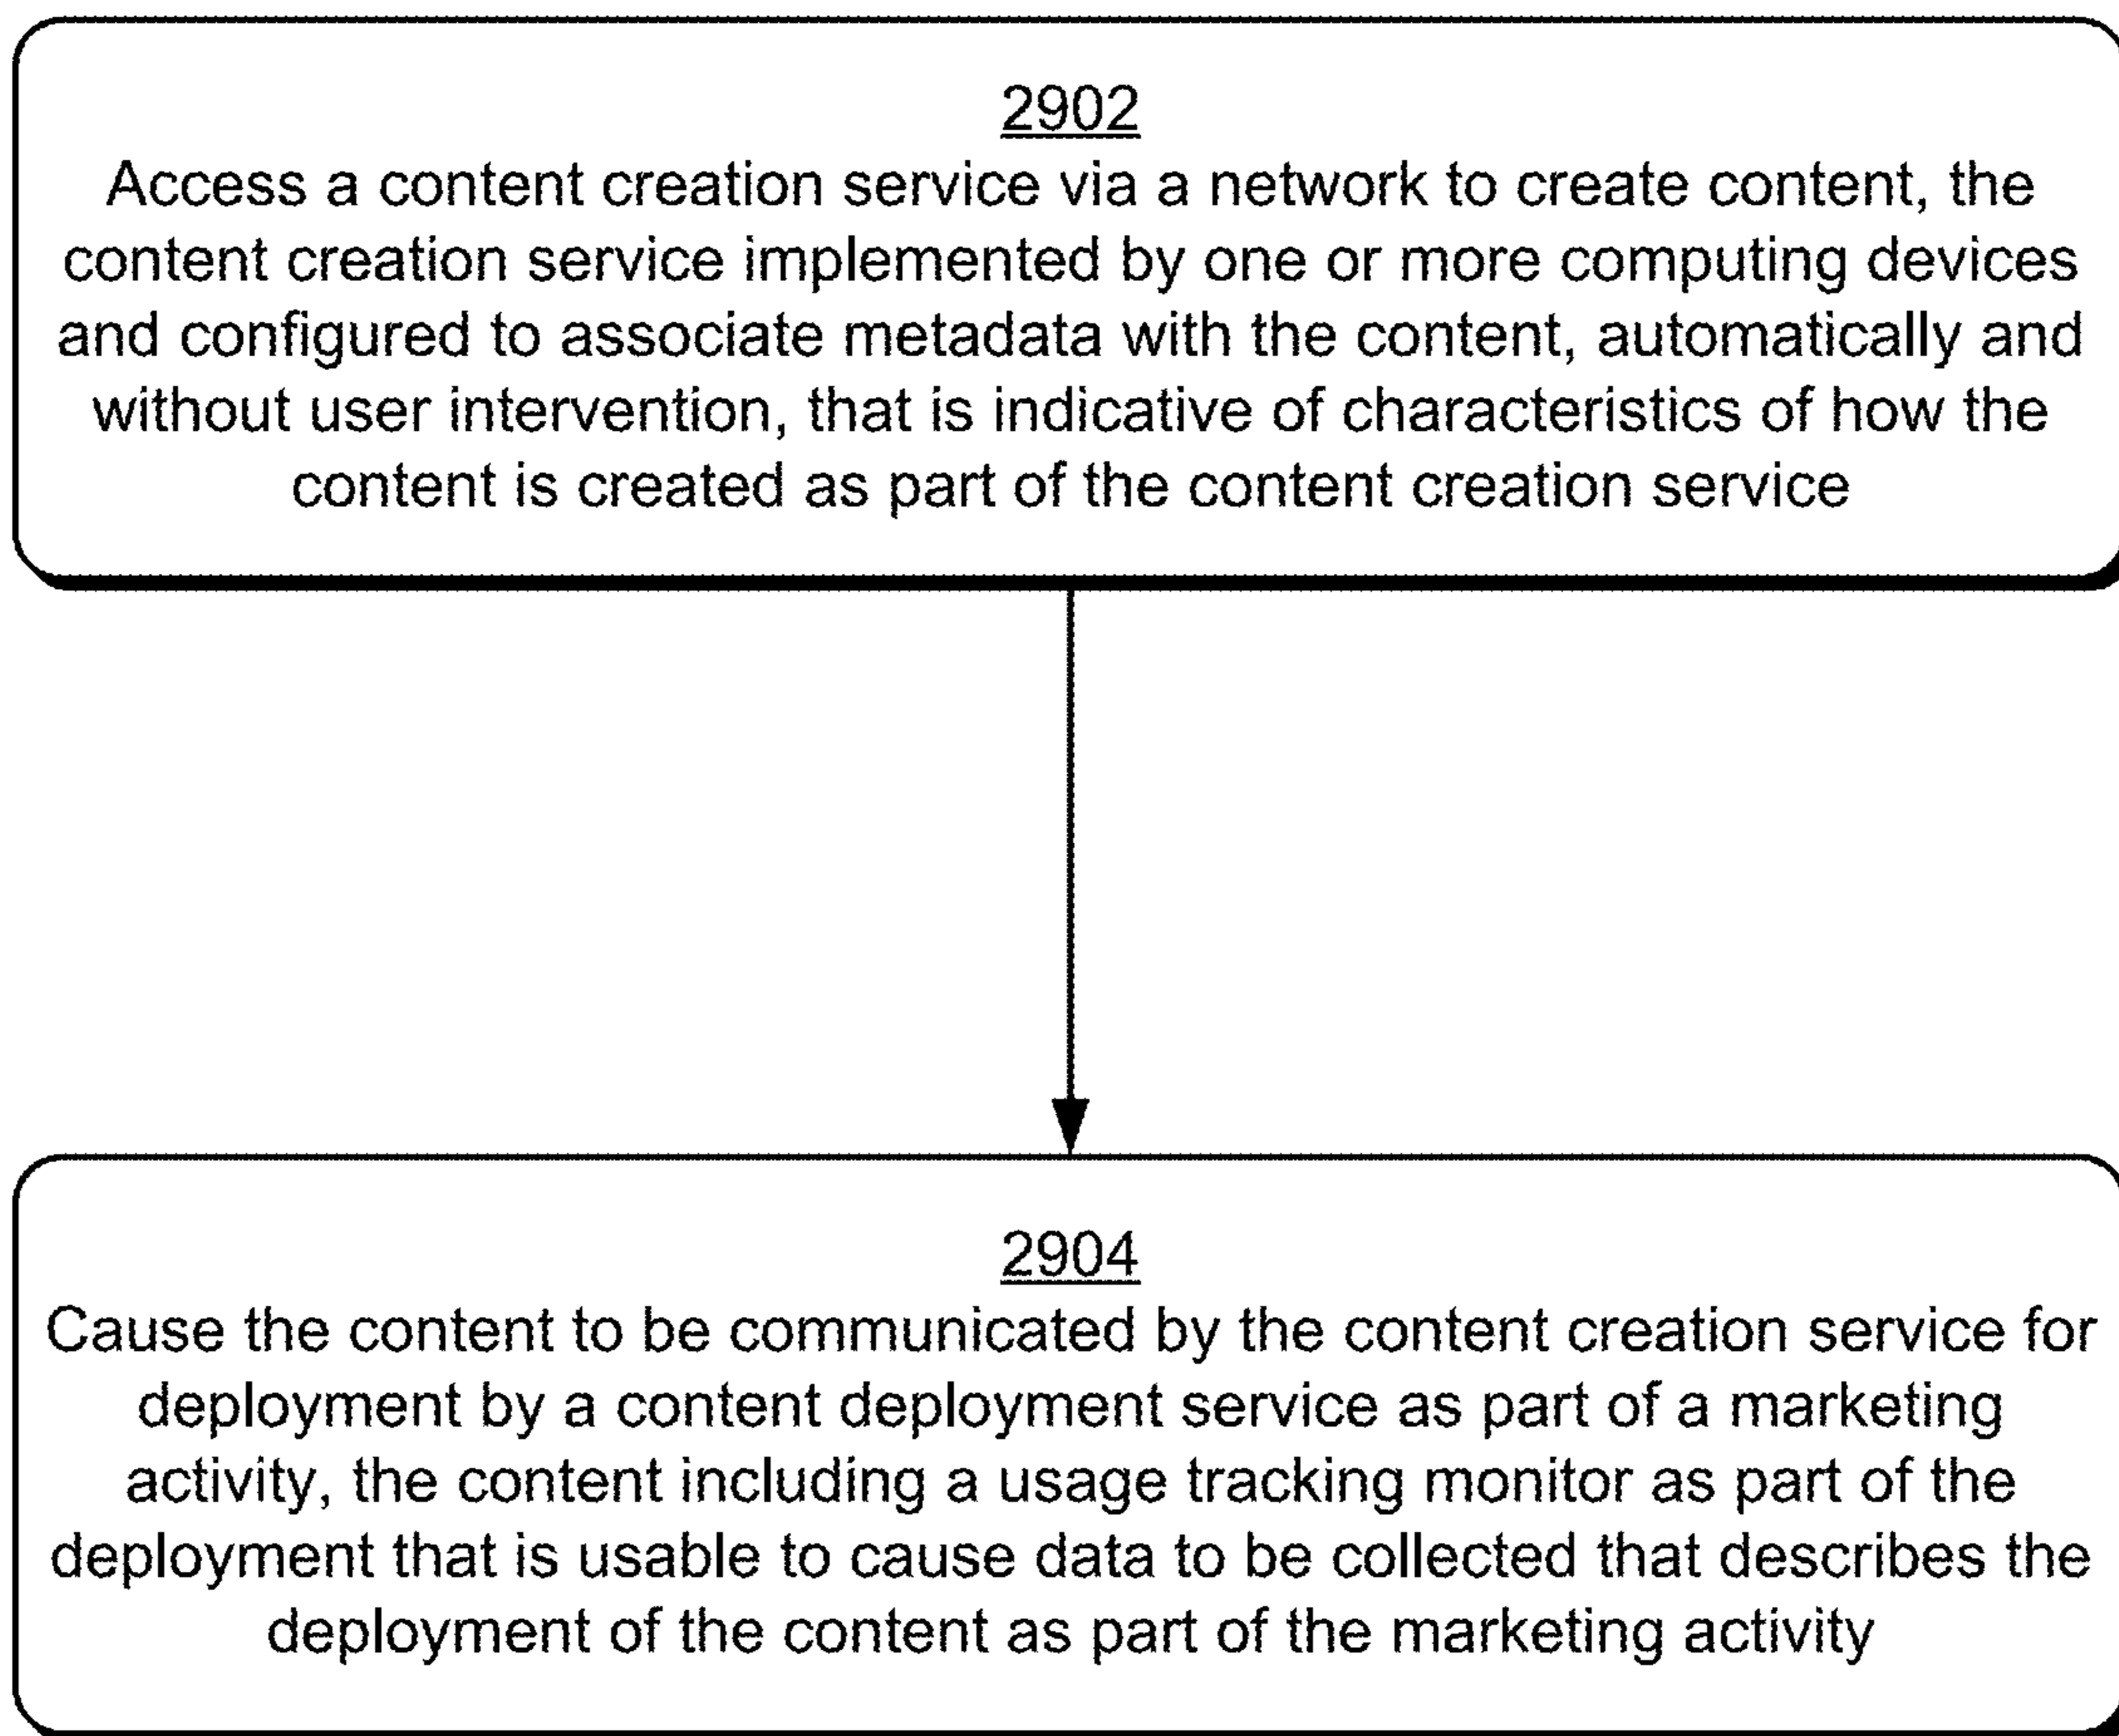 2902
Access a content creation service via a network to create content, the
content creation service implemented by one or more computing devices
and configured to associate metadata with the content, automatically and
without user intervention, that is indicative of characteristics of how the
content is created as part of the content creation service
2904
Cause the content to be communicated by the content creation service for
deployment by a content deployment service as part of a marketing
activity, the content including a usage tracking monitor as part of the
deployment that is usable to cause data to be collected that describes the
deployment of the content as part of the marketing activity